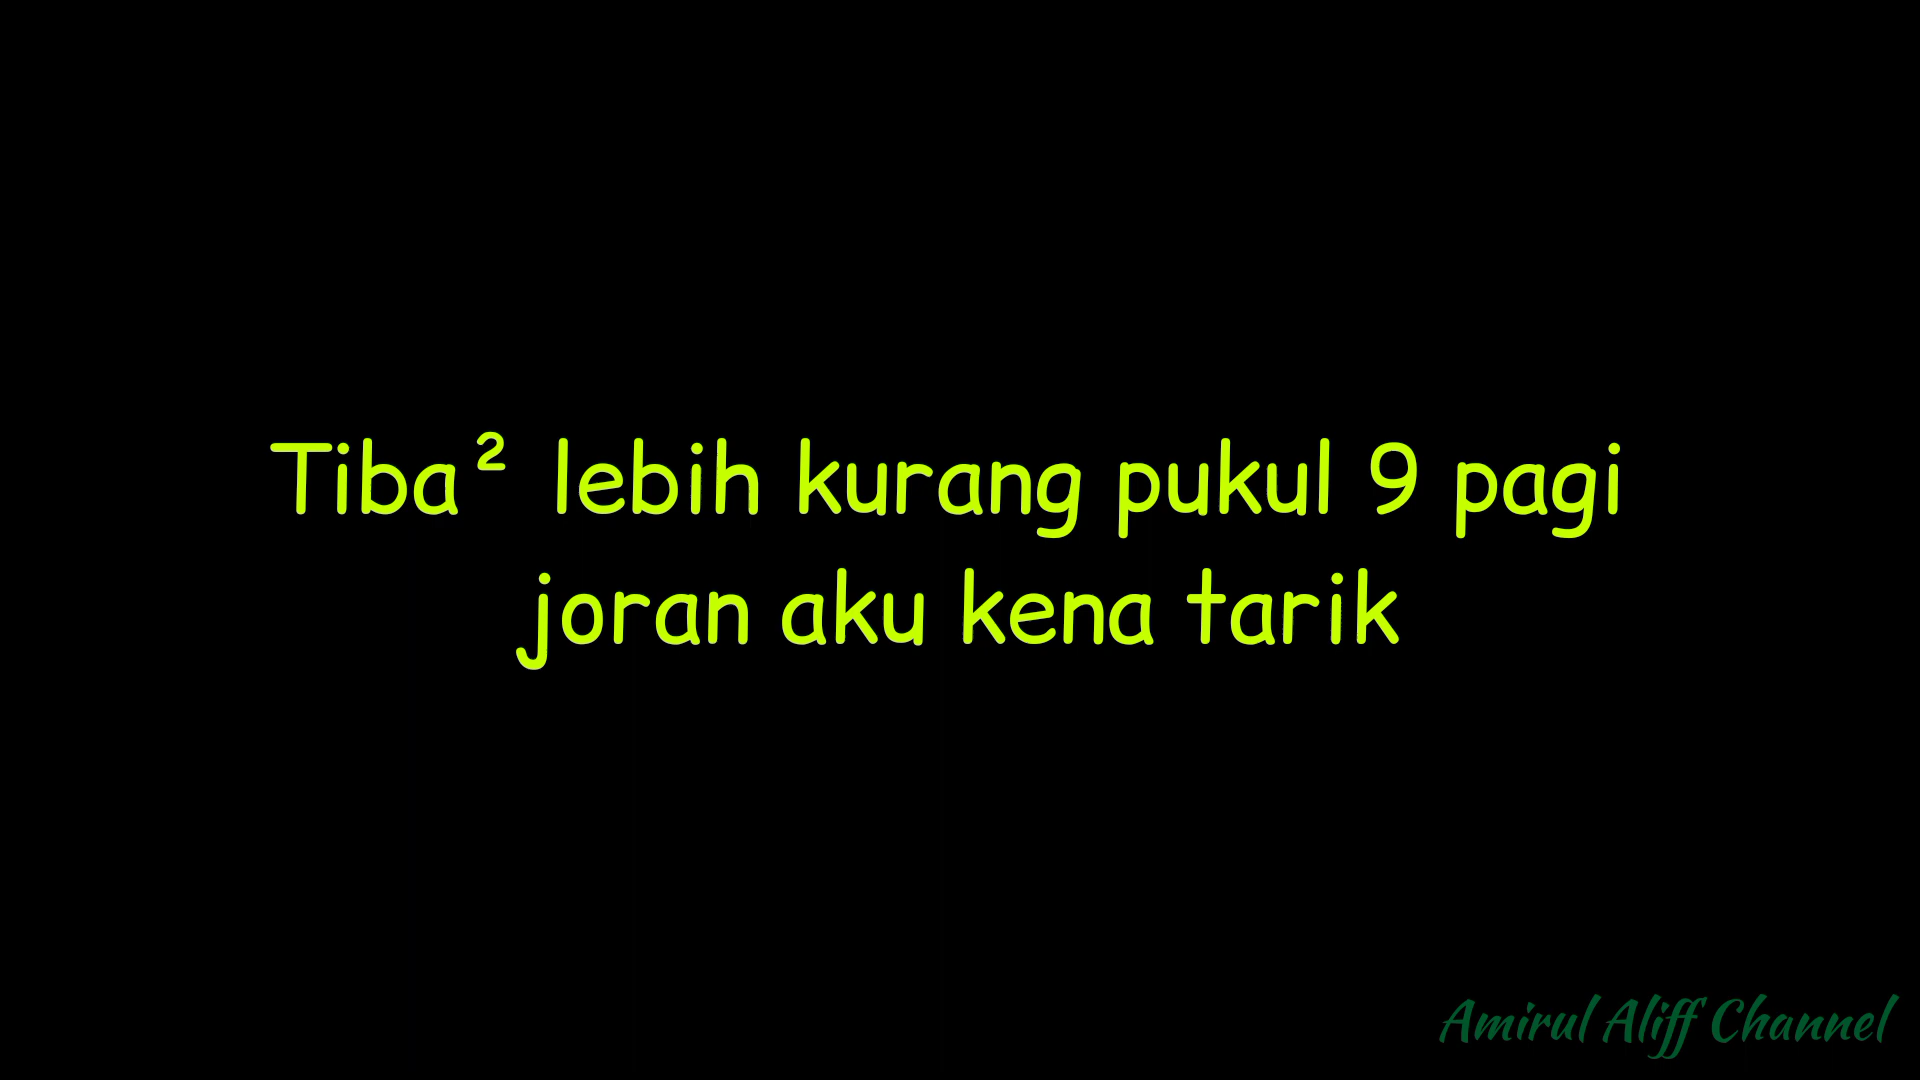 Tiba² lebih kurang pukul 9 pagi
joran aku kena tarik
Amirul Aliff Channel